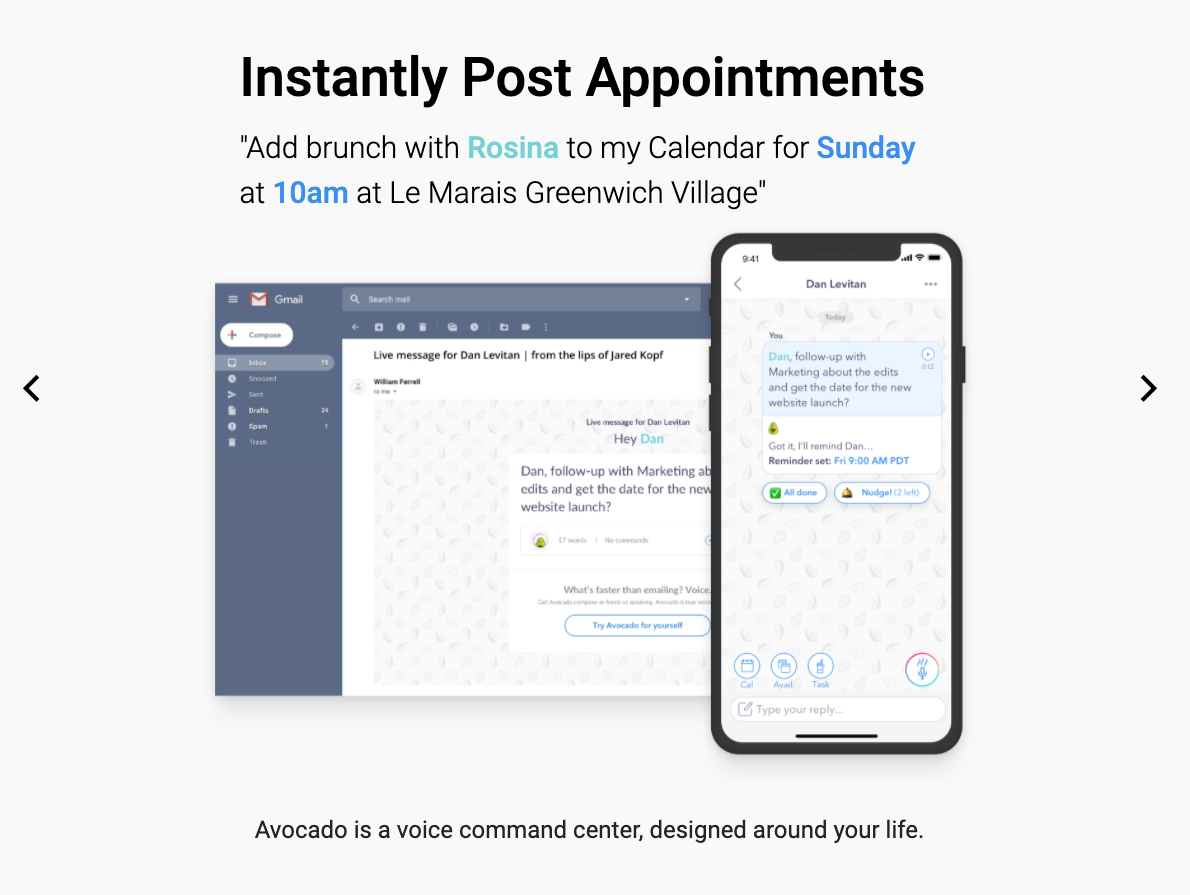 Instantly Post Appointments
"Add brunch with Rosina to my Calendar for Sunday
at 10am at Le Marais Greenwich Village"
Gmail
Search mail
Compose
Inbox 15
Snoozed
Sent
Drafts 24
Spam 1
Trash
Live message for Dan Levitan | from the lips of Jared Kopf
William Ferrell
to me
Live message for Dan Levitan
Hey Dan
Dan, follow-up with Marketing ab
edits and get the date for the new
website launch?
17 words | No commands
What's faster than emailing? Voice.
Get Avocado compose as freely as speaking. Avocado is true voic
Try Avocado for yourself
9:41
Dan Levitan
Today
You
Dan, follow-up with
Marketing about the edits
and get the date for the new
website launch?
0:12
Got it, I'll remind Dan...
Reminder set: Fri 9:00 AM PDT
All done
Nudge! (2 left)
Cal
Avail
Task
Type your reply...
Avocado is a voice command center, designed around your life.